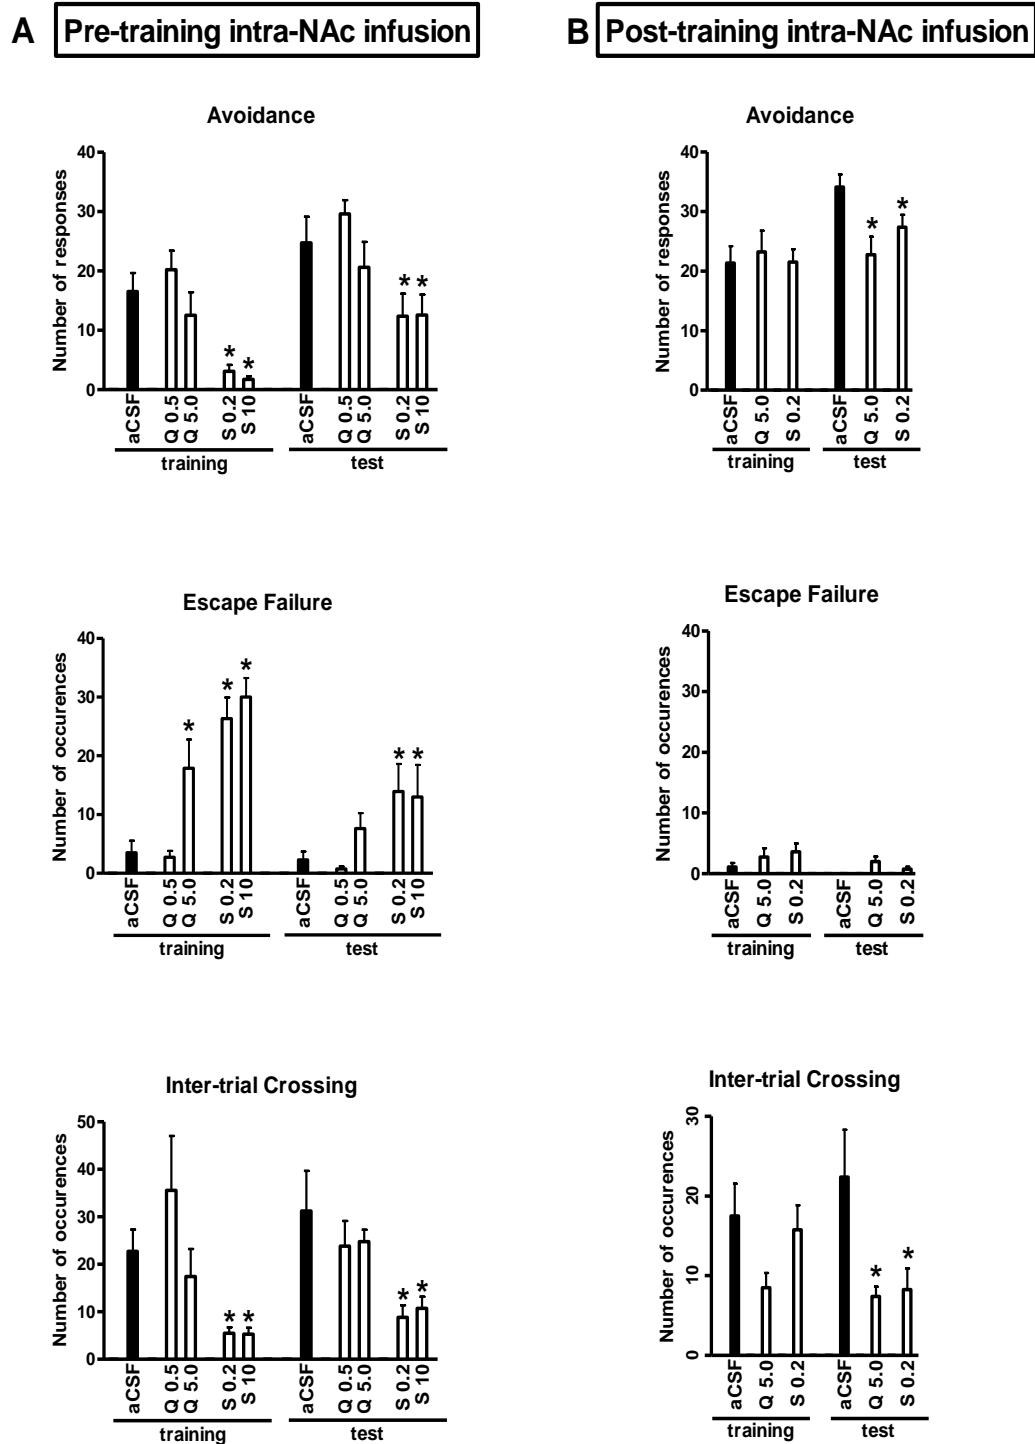 A Pre-training intra-NAc infusion
Avoidance
Number of responses
40
30
20
10
0
* * * *
aCSF Q 0.5 Q 5.0 S 0.2 S 10 aCSF Q 0.5 Q 5.0 S 0.2 S 10
training test
Escape Failure
Number of occurences
40
30
20
10
0
* * * * *
aCSF Q 0.5 Q 5.0 S 0.2 S 10 aCSF Q 0.5 Q 5.0 S 0.2 S 10
training test
Inter-trial Crossing
Number of occurences
50
40
30
20
10
0
* * * *
aCSF Q 0.5 Q 5.0 S 0.2 S 10 aCSF Q 0.5 Q 5.0 S 0.2 S 10
training test
B Post-training intra-NAc infusion
Avoidance
Number of responses
40
30
20
10
0
* *
aCSF Q 5.0 S 0.2 aCSF Q 5.0 S 0.2
training test
Escape Failure
Number of occurences
40
30
20
10
0
aCSF Q 5.0 S 0.2 aCSF Q 5.0 S 0.2
training test
Inter-trial Crossing
Number of occurences
30
20
10
0
* *
aCSF Q 5.0 S 0.2 aCSF Q 5.0 S 0.2
training test